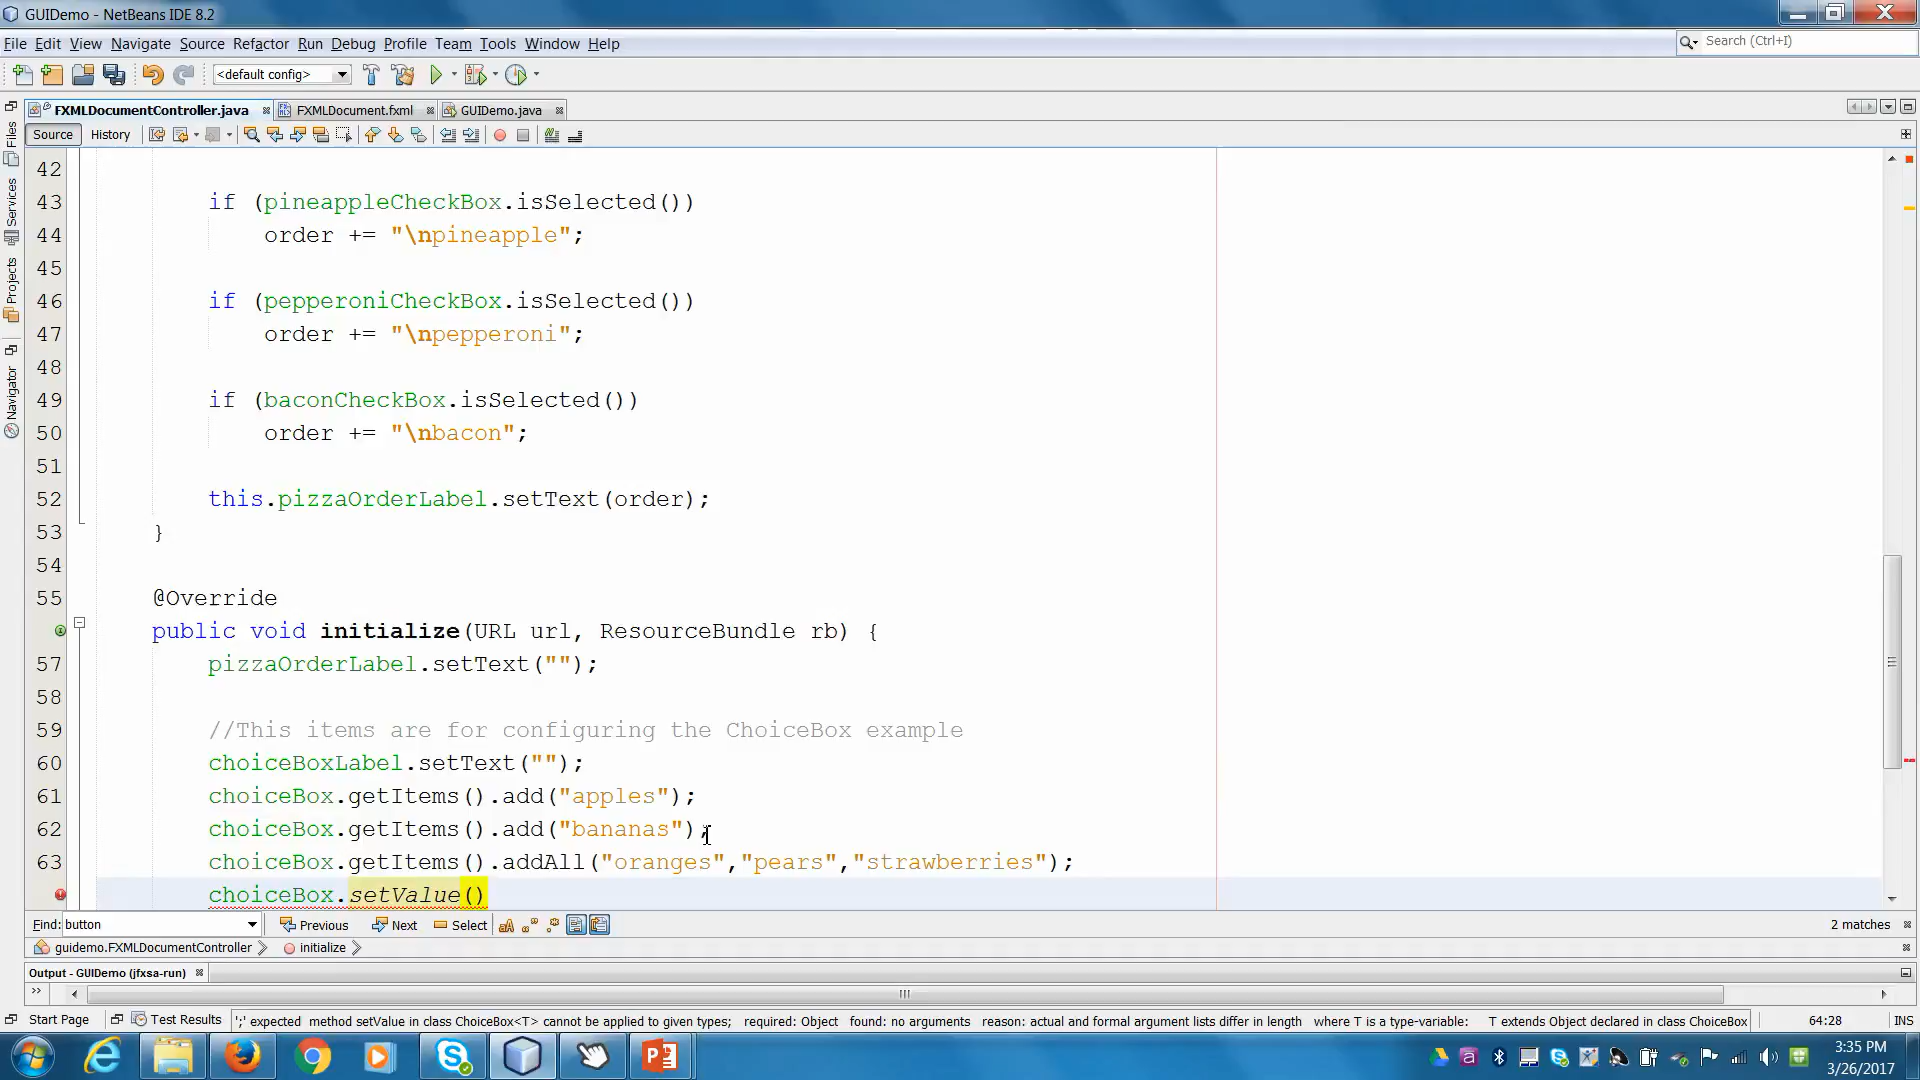 GUIDemo - NetBeans IDE 8.2
File Edit View Navigate Source Refactor Run Debug Profile Team Tools Window Help
Search (Ctrl+I)
<default config>
FXMLDocumentController.java FXMLDocument.fxml GUIDemo.java
Source History
Files
Services
Projects
Navigator
42
43 if (pineappleCheckBox.isSelected())
44 order += "\npineapple";
45
46 if (pepperoniCheckBox.isSelected())
47 order += "\npepperoni";
48
49 if (baconCheckBox.isSelected())
50 order += "\nbacon";
51
52 this.pizzaOrderLabel.setText(order);
53 }
54
55 @Override
public void initialize(URL url, ResourceBundle rb) {
57 pizzaOrderLabel.setText("");
58
59 //This items are for configuring the ChoiceBox example
60 choiceBoxLabel.setText("");
61 choiceBox.getItems().add("apples");
62 choiceBox.getItems().add("bananas");
63 choiceBox.getItems().addAll("oranges","pears","strawberries");
choiceBox.setValue()
Find: button Previous Next Select 2 matches
guidemo.FXMLDocumentController initialize
Output - GUIDemo (jfxsa-run)
Start Page Test Results ';' expected method setValue in class ChoiceBox<T> cannot be applied to given types; required: Object found: no arguments reason: actual and formal argument lists differ in length where T is a type-variable: T extends Object declared in class ChoiceBox 64:28 INS
3:35 PM
3/26/2017